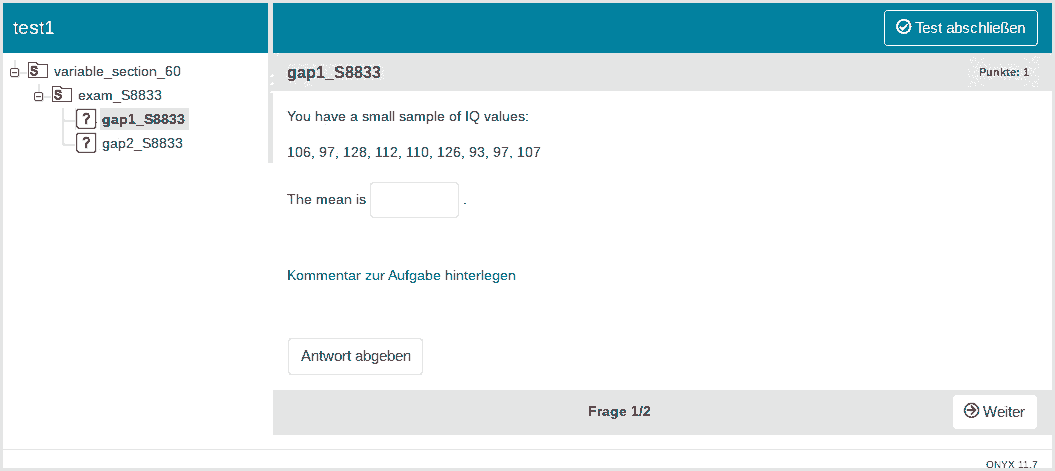 test1
Test abschließen
variable_section_60
exam_S8833
gap1_S8833
gap2_S8833
gap1_S8833
Punkte: 1
You have a small sample of IQ values:
106, 97, 128, 112, 110, 126, 93, 97, 107
The mean is .
Kommentar zur Aufgabe hinterlegen
Antwort abgeben
Frage 1/2
Weiter
ONYX 11.7